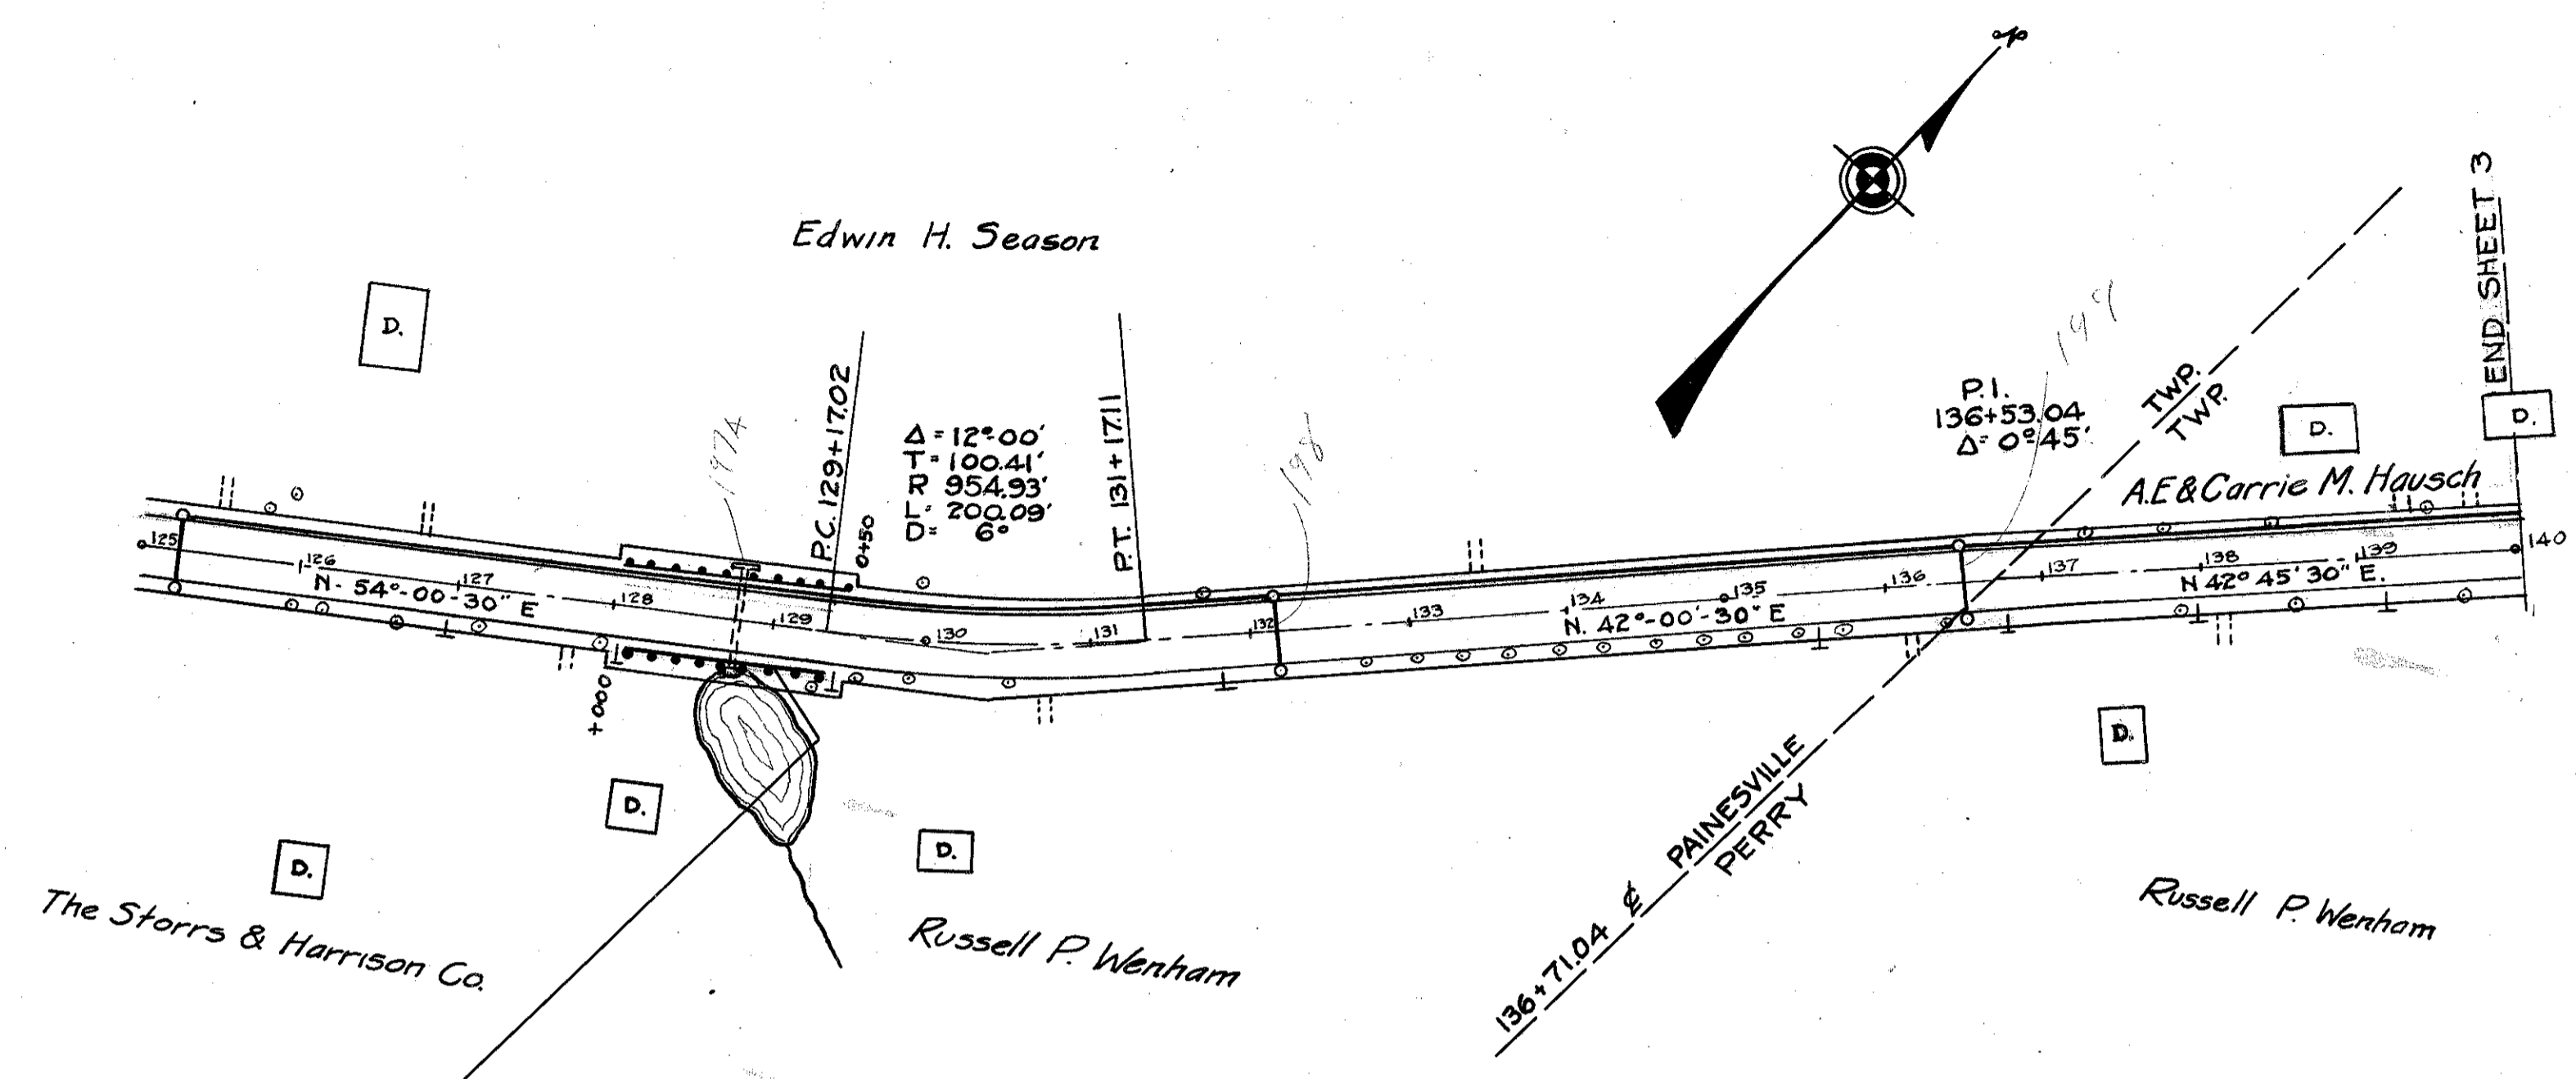 Edwin H. Season
D.
P.C. 129+17.02
0+50
Δ = 12°-00'
T = 100.41'
R 954.93'
L = 200.09'
D = 6°
P.T. 131+17.11
197A
198
199
P.I.
136+53.04
Δ = 0°45'
TWP.
TWP.
END SHEET 3
D.
D.
A.E & Carrie M. Hausch
125
126
127
128
129
130
131
132
133
134
135
136
137
138
139
140
N- 54°-00-30" E
N. 42°-00'-30" E
N 42° 45' 30" E.
+000
D.
D.
D.
D.
The Storrs & Harrison Co.
Russell P. Wenham
136+71.04 ₵
PAINESVILLE
PERRY
Russell P. Wenham